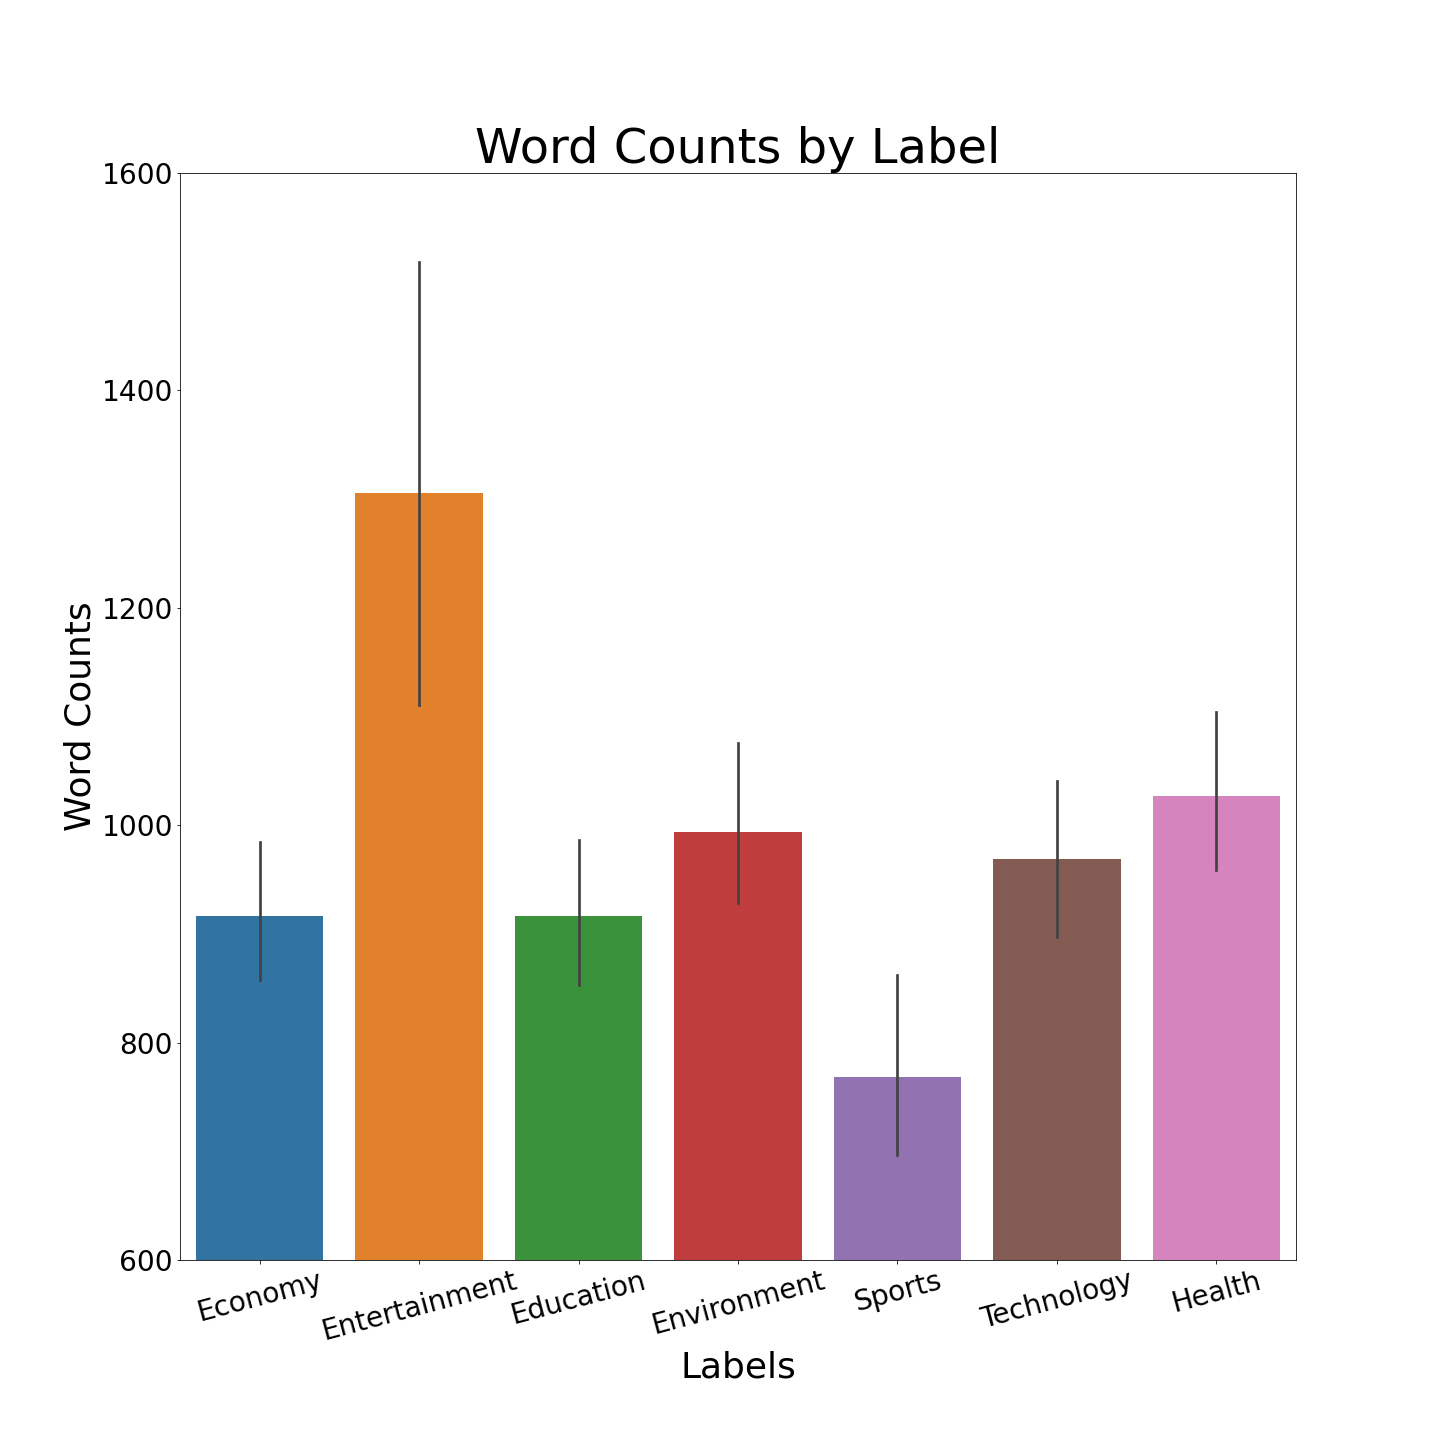 Word Counts by Label
1600
1400
1200
1000
800
600
Word Counts
Economy
Entertainment
Education
Environment
Sports
Technology
Health
Labels